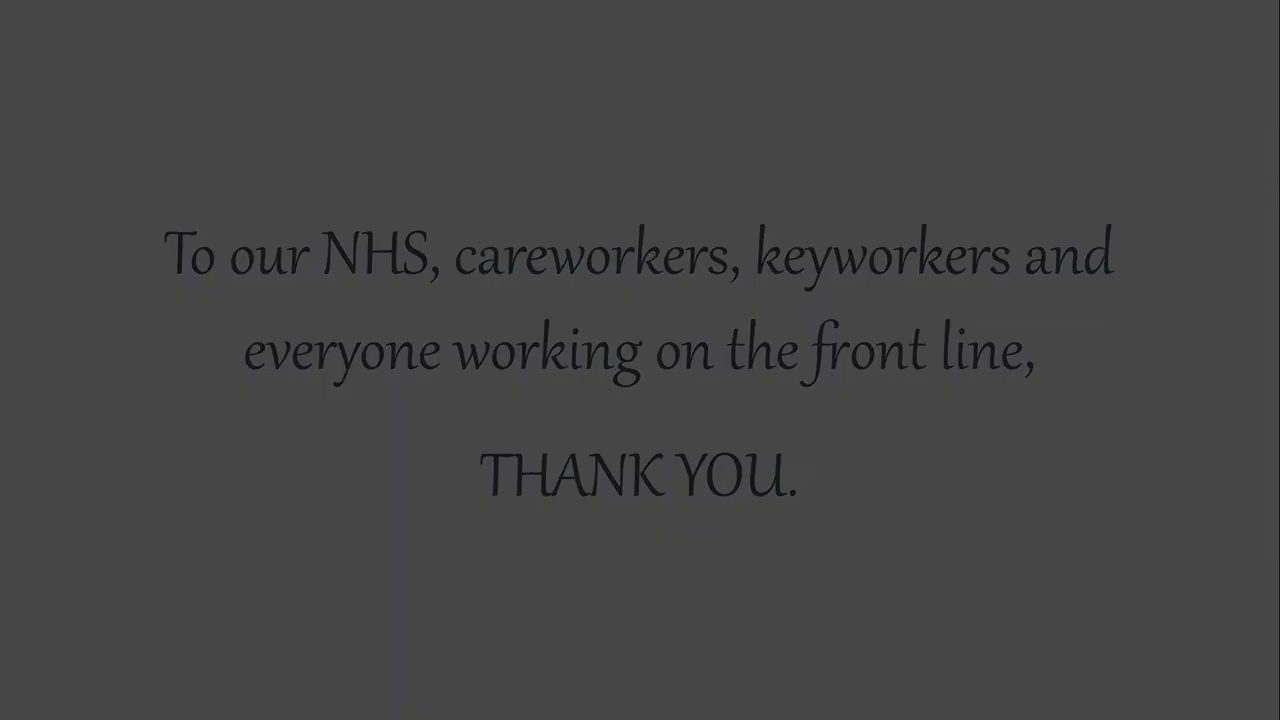 To our NHS, careworkers, keyworkers and
everyone working on the front line,
THANK YOU.